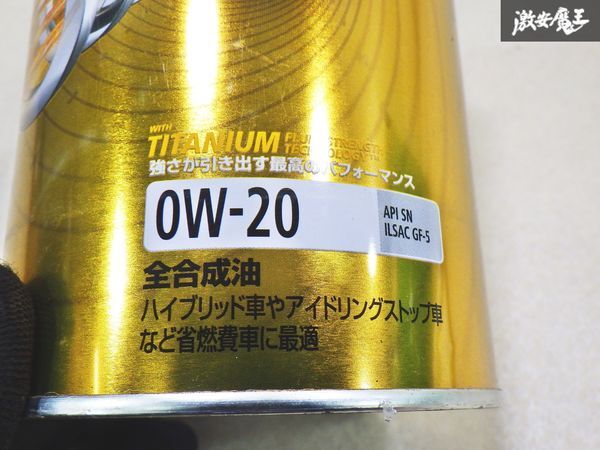 激安魔王
WITH
TITANIUM FLUID STRENGTH
TECHNOLOGY
強さが引き出す最高のパフォーマンス
0W-20
API SN
ILSAC GF-5
全合成油
ハイブリッド車やアイドリングストップ車
など省燃費車に最適